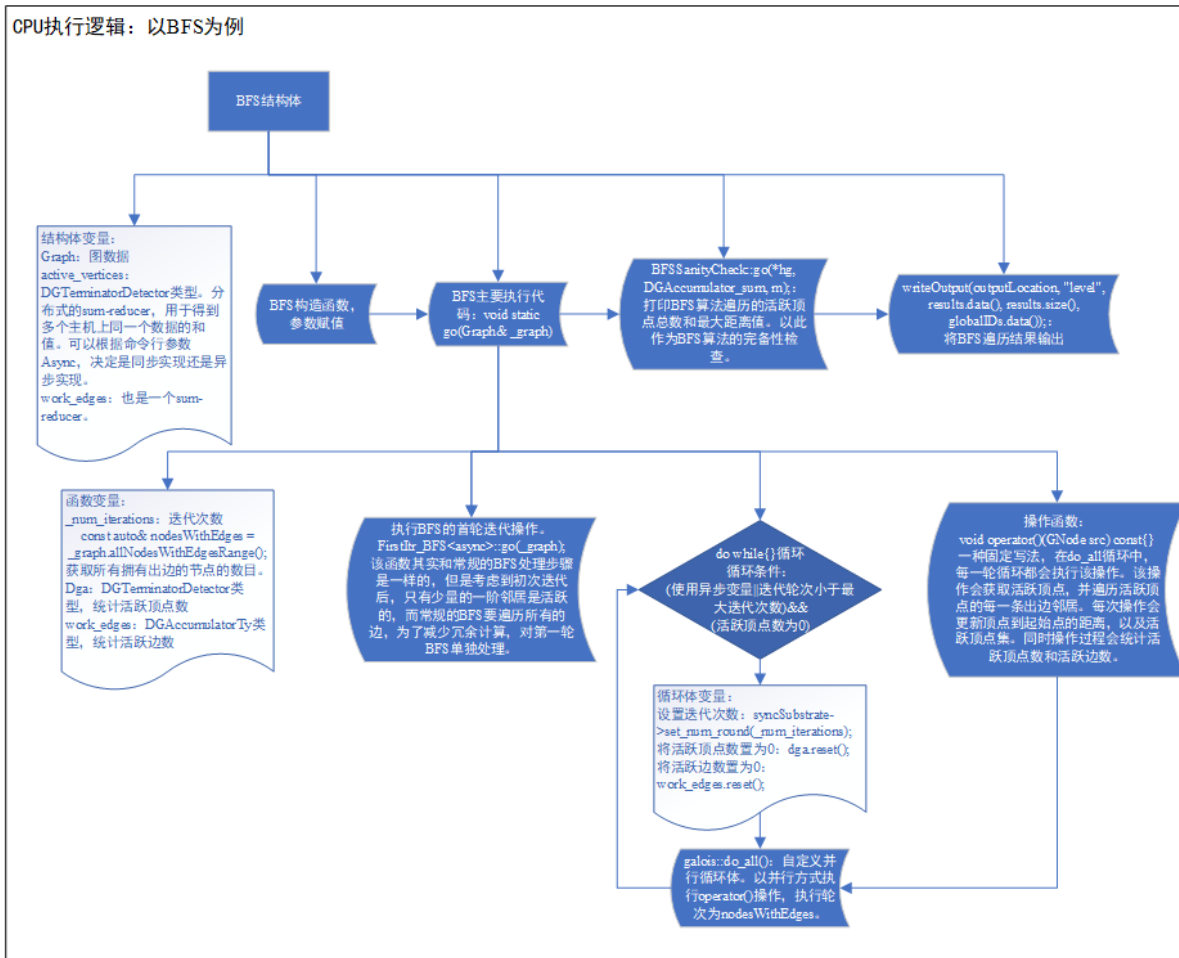 CPU执行逻辑：以BFS为例
BFS结构体
结构体变量：
Graph：图数据
active_vertices：
DGTerminatorDetector类型。分
布式的sum-reducer，用于得到
多个主机上同一个数据的和
值。可以根据命令行参数
Async，决定是同步实现还是异
步实现。
work_edges：也是一个sum-
reducer。
BFS构造函数，
参数赋值
BFS主要执行代
码：void static
go(Graph& _graph)
BFSSanityCheck::go(*hg,
DGAccumulator_sum, m);：
打印BFS算法遍历的活跃顶
点总数和最大距离值。以此
作为BFS算法的完备性检
查。
writeOutput(outputLocation, "level",
results.data(), results.size(),
globalIDs.data());：
将BFS遍历结果输出
函数变量：
_num_iterations：迭代次数
const auto& nodesWithEdges =
_graph.allNodesWithEdgesRange();
获取所有拥有出边的节点的数目。
Dga：DGTerminatorDetector类
型，统计活跃顶点数
work_edges：DGAccumulatorTy类
型，统计活跃边数
执行BFS的首轮迭代操作。
FirstItr_BFS<async>::go(_graph);
该函数其实和常规的BFS处理步骤
是一样的，但是考虑到初次迭代
后，只有少量的一阶邻居是活跃
的，而常规的BFS要遍历所有的
边，为了减少冗余计算，对第一轮
BFS单独处理。
do while{}循环
循环条件：
(使用异步变量||迭代轮次小于最
大迭代次数)&&
(活跃顶点数为0)
操作函数：
void operator()(GNode src) const{}
一种固定写法，在do_all循环中，
每一轮循环都会执行该操作。该操
作会获取活跃顶点，并遍历活跃顶
点的每一条出边邻居。每次操作会
更新顶点到起始点的距离，以及活
跃顶点集。同时操作过程会统计活
跃顶点数和活跃边数。
循环体变量：
设置迭代次数：syncSubstrate-
>set_num_round(_num_iterations);
将活跃顶点数置为0：dga.reset();
将活跃边数置为0：
work_edges.reset();
galois::do_all()：自定义并
行循环体。以并行方式执
行operator()操作，执行轮
次为nodesWithEdges。